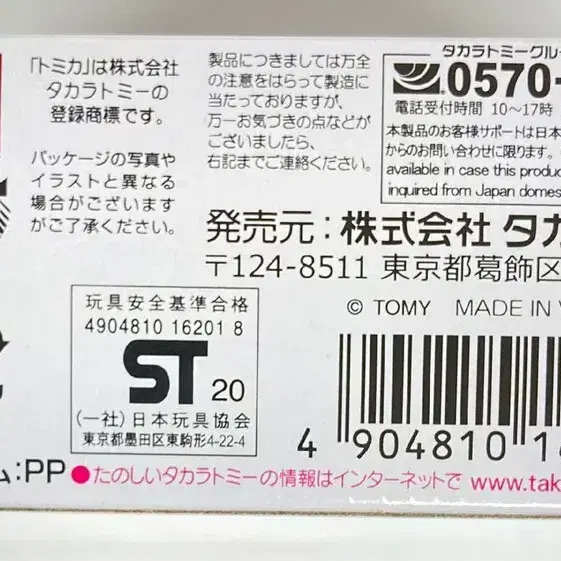 「トミカ」は株式会社
タカラトミーの
登録商標です。
パッケージの写真や
イラストと異なる
場合がございます
がご了承ください。
製品につきましては万全
の注意をはらって製造に
当たっておりますが、
万一お気づきの点などが
ございましたら、
右記までご連絡ください。
タカラトミーグルー
0570-
電話受付時間 10〜17時
本製品のお客様サポートは日本
からのお問い合わせに限ります。
available in case this produc
inquired from Japan domes
発売元:株式会社 タカ
〒124-8511 東京都葛飾区
© TOMY MADE IN V
玩具安全基準合格
4904810 16201 8
ST 20
(一社)日本玩具協会
東京都墨田区東駒形4-22-4
4 904810 16
ム:PP
●たのしいタカラトミーの情報はインターネットで www.tak